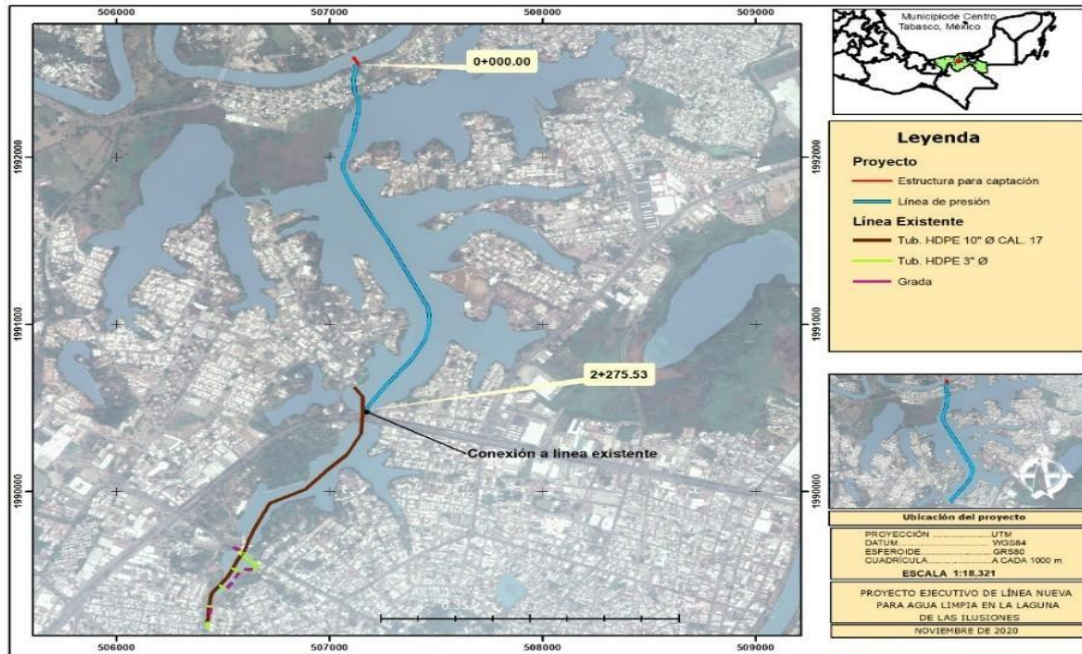 506000
507000
508000
509000
0+000.00
1992000
1992000
1991000
1991000
2+275.53
Conexión a línea existente
1990000
1990000
506000
507000
508000
509000
Municipiode Centro
Tabasco, México
Leyenda
Proyecto
Estructura para captación
Línea de presión
Línea Existente
Tub. HDPE 10" Ø CAL. 17
Tub. HDPE 3" Ø
Grada
Ubicación del proyecto
PROYECCIÓN ....................UTM
DATUM..............................WGS84
ESFEROIDE......................GRS80
CUADRÍCULA....................A CADA 1000 m
ESCALA 1:18,321
PROYECTO EJECUTIVO DE LÍNEA NUEVA
PARA AGUA LIMPIA EN LA LAGUNA
DE LAS ILUSIONES
NOVIEMBRE DE 2020